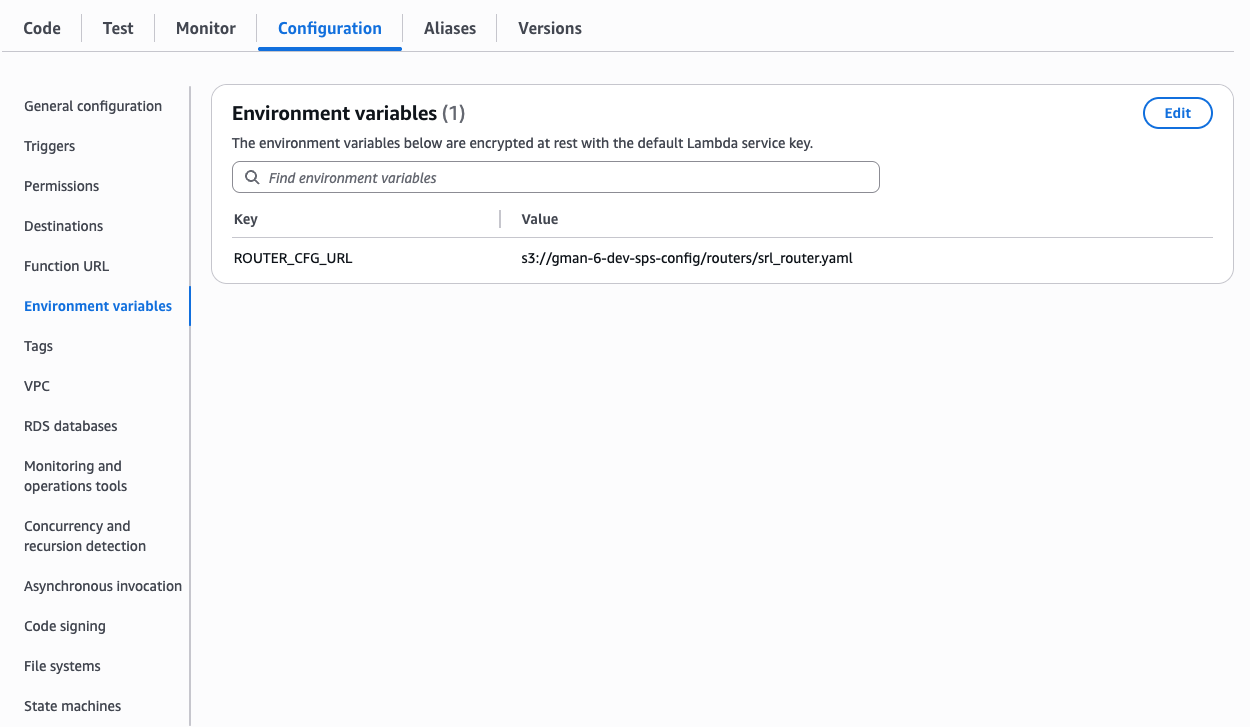 Code
Test
Monitor
Configuration
Aliases
Versions
General configuration
Triggers
Permissions
Destinations
Function URL
Environment variables
Tags
VPC
RDS databases
Monitoring and
operations tools
Concurrency and
recursion detection
Asynchronous invocation
Code signing
File systems
State machines
Environment variables (1)
Edit
The environment variables below are encrypted at rest with the default Lambda service key.
Find environment variables
Key
Value
ROUTER_CFG_URL
s3://gman-6-dev-sps-config/routers/srl_router.yaml